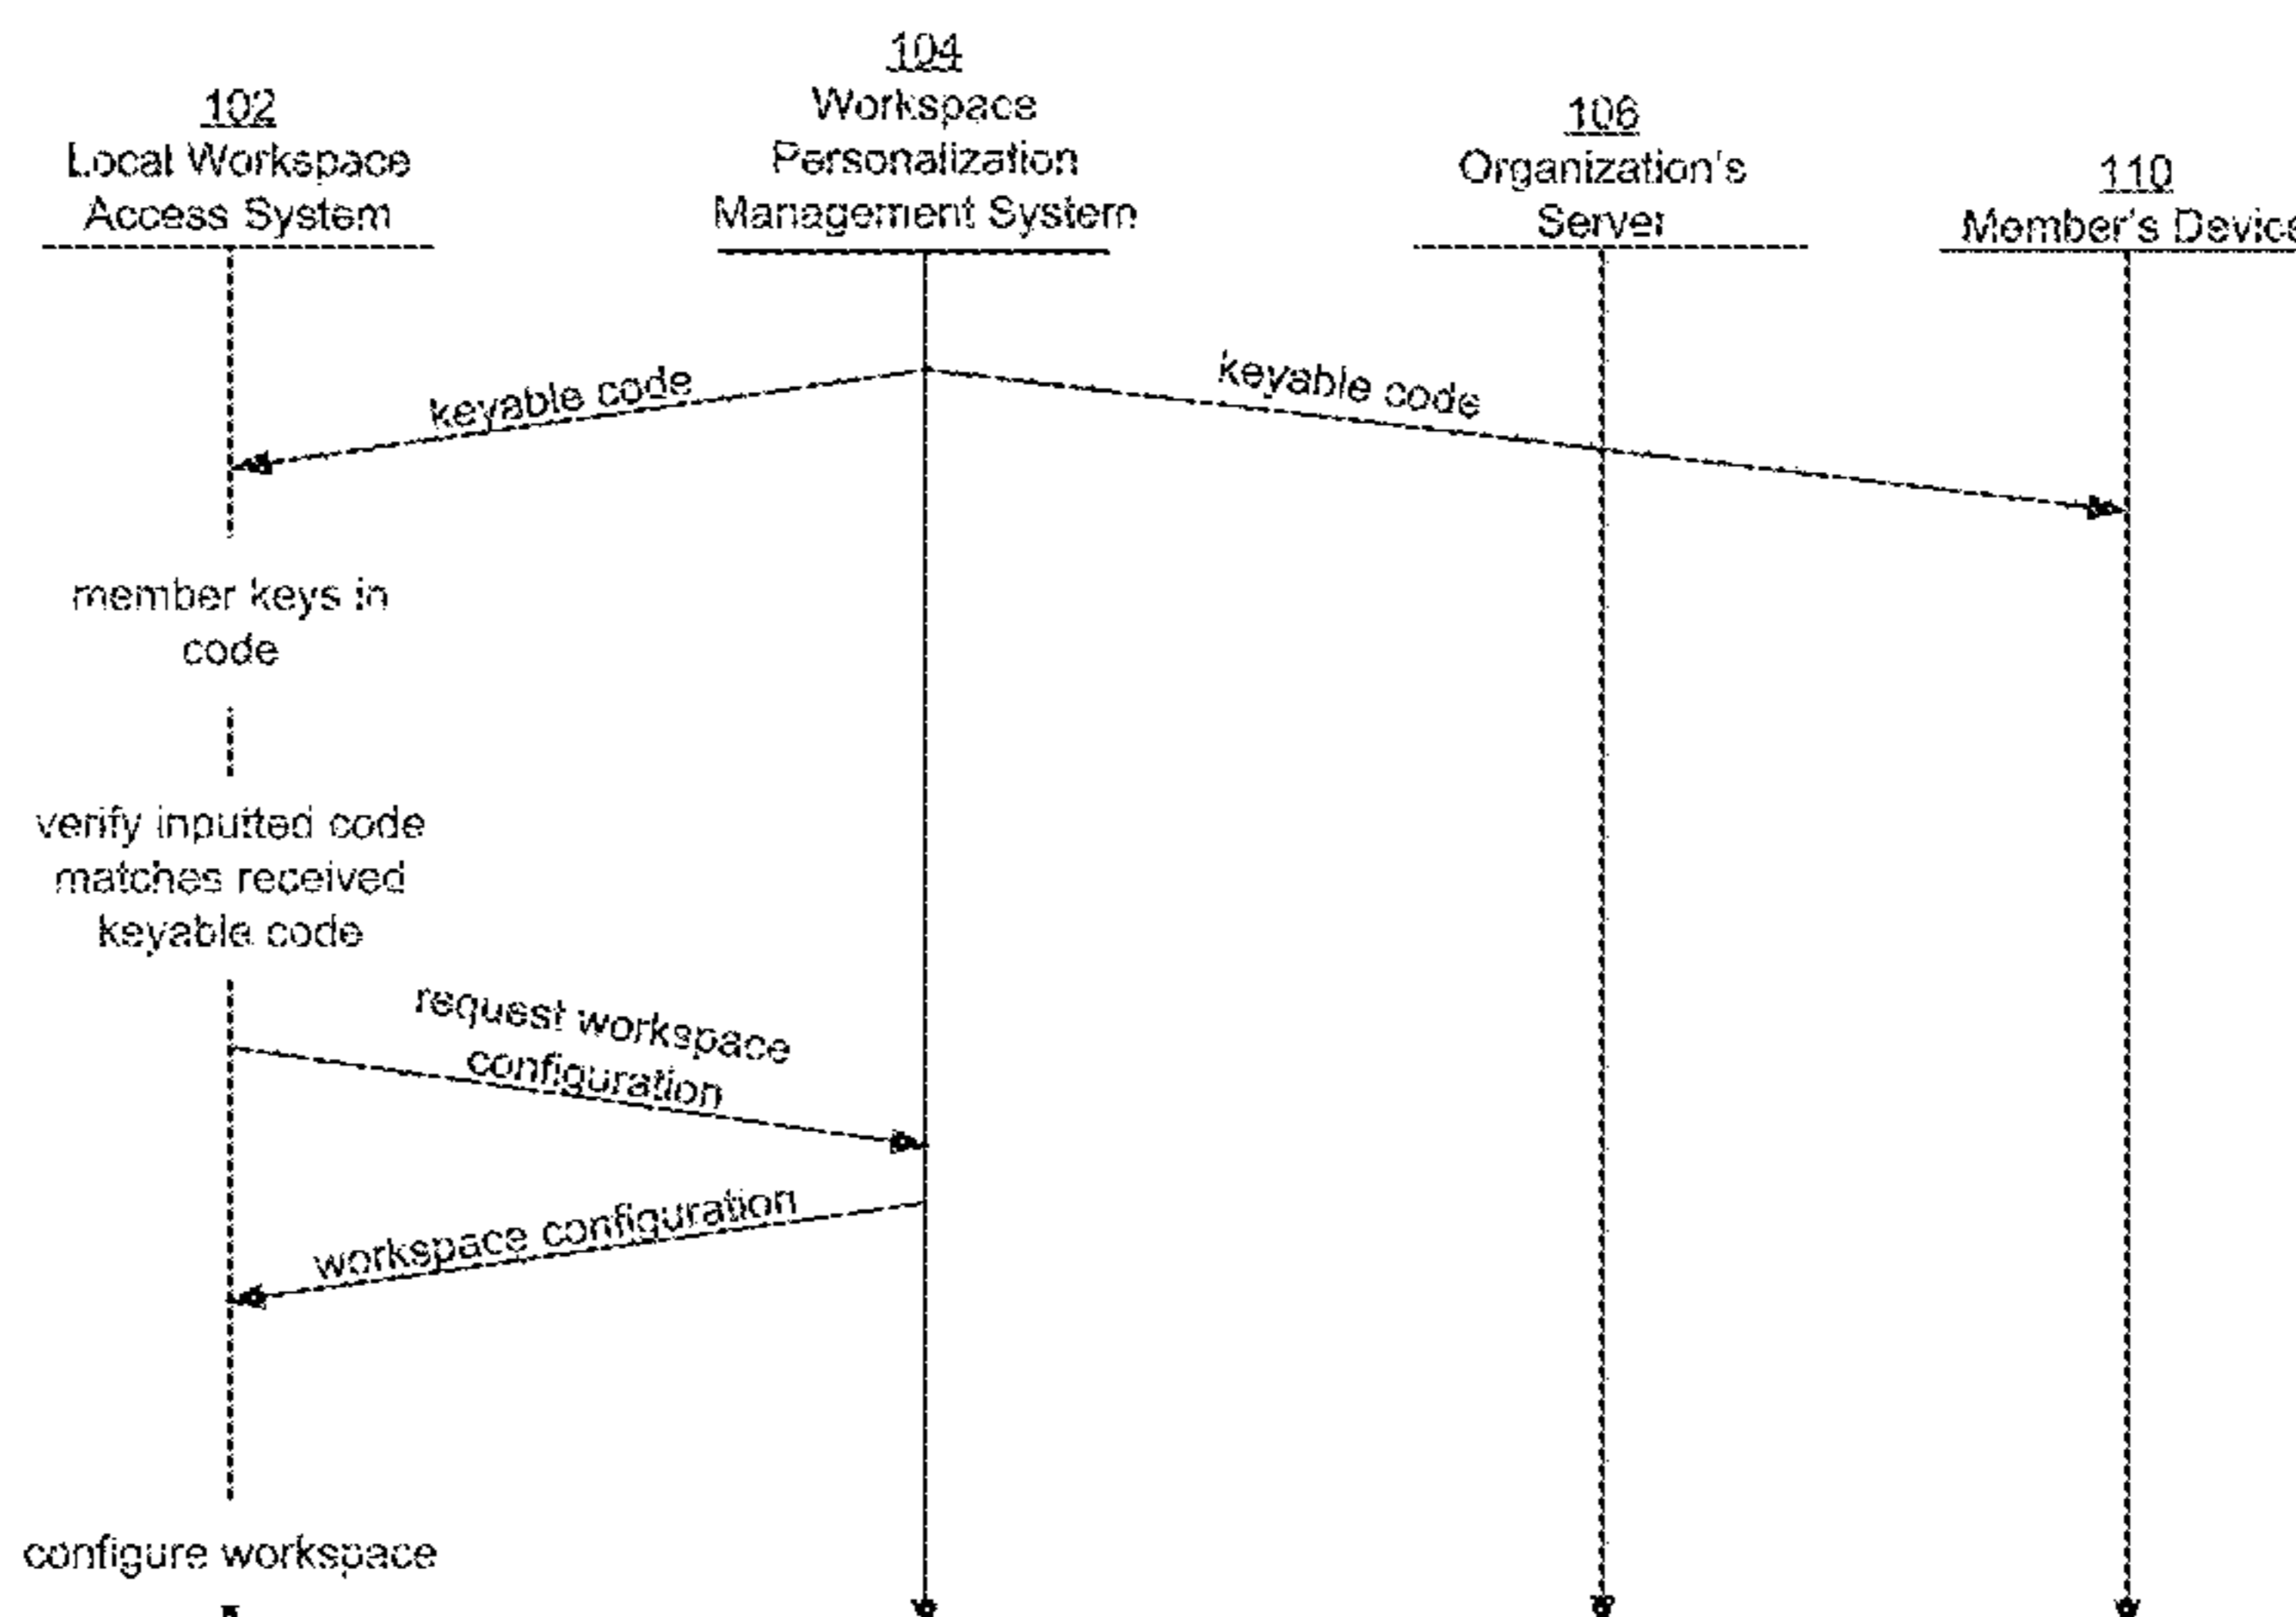 102
Local Workspace
Access System
104
Workspace
Personalization
Management System
106
Organization's
Server
110
Member's Device
keyable code
keyable code
member keys in
code
verify inputted code
matches received
keyable code
request workspace
configuration
workspace configuration
configure workspace